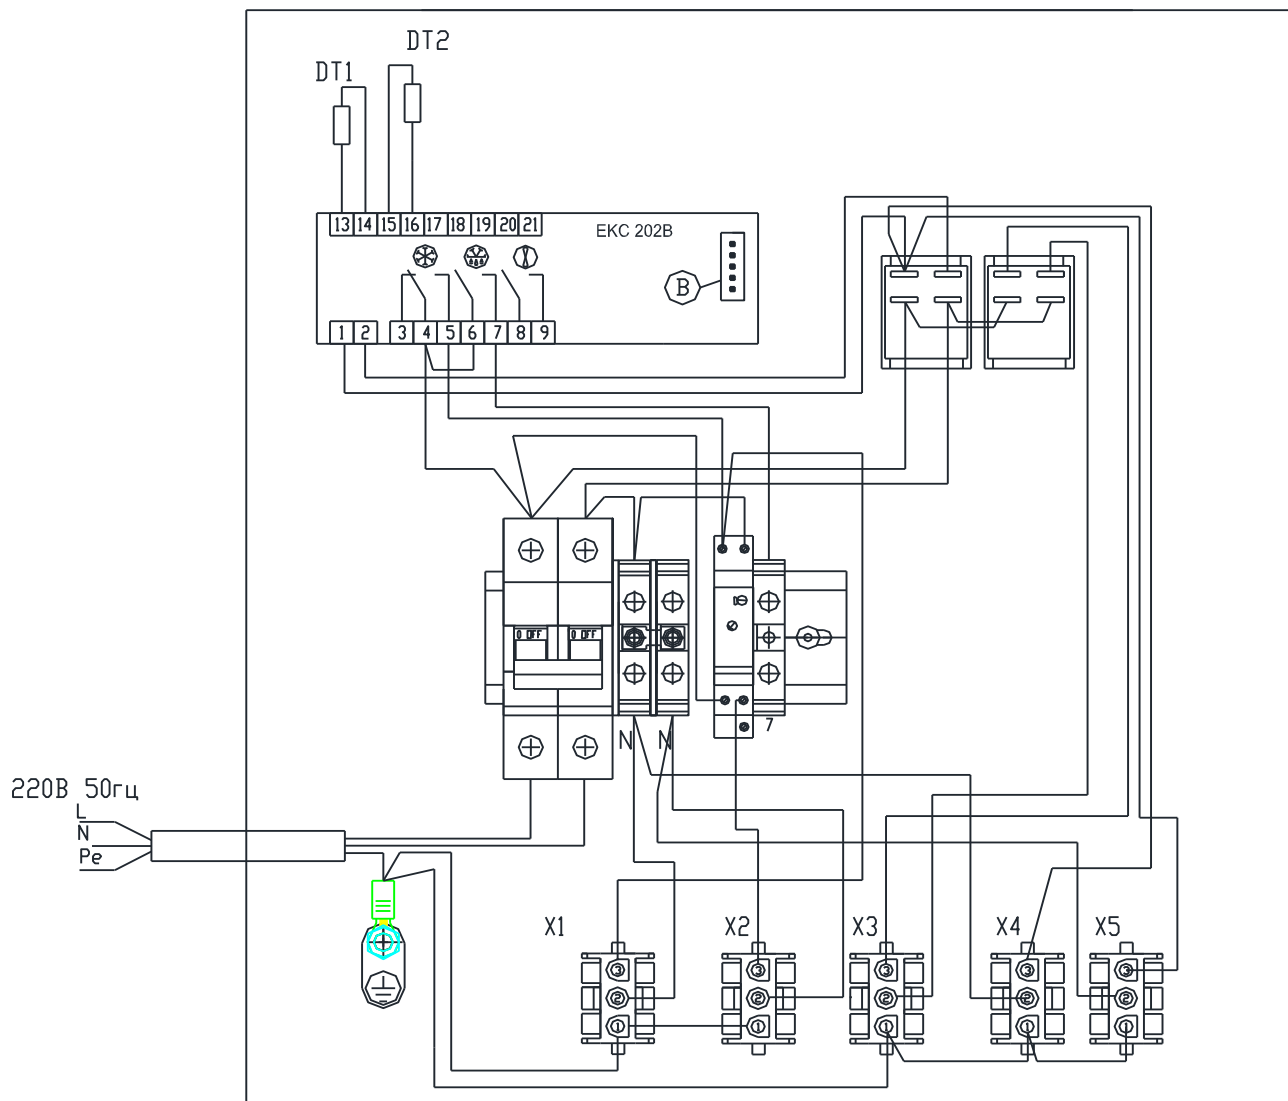 DT2
DT1
13 14 15 16 17 18 19 20 21
EKC 202B
B
1 2 3 4 5 6 7 8 9
0 OFF 0 OFF
N N 7
220В 50гц
L
N
Pe
X1 X2 X3 X4 X5
3 3 3 3 3
2 2 2 2 2
1 1 1 1 1